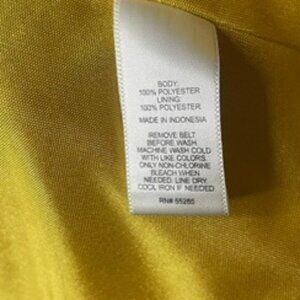 BODY:
100% POLYESTER
LINING:
100% POLYESTER
MADE IN INDONESIA
REMOVE BELT
BEFORE WASH.
MACHINE WASH COLD
WITH LIKE COLORS.
ONLY NON-CHLORINE
BLEACH WHEN
NEEDED. LINE DRY.
COOL IRON IF NEEDED
RN# 55285